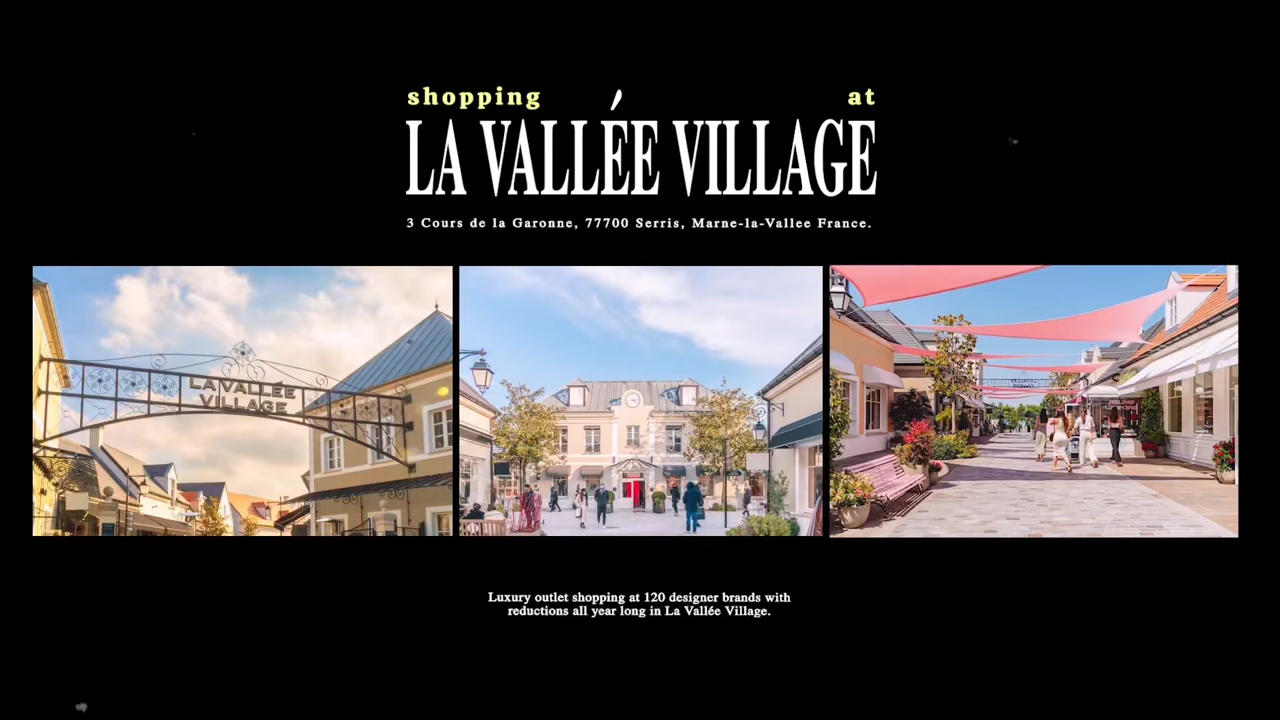 shopping at
LA VALLÉE VILLAGE
3 Cours de la Garonne, 77700 Serris, Marne-la-Vallee France.
LA VALLÉE
VILLAGE
Luxury outlet shopping at 120 designer brands with
reductions all year long in La Vallée Village.